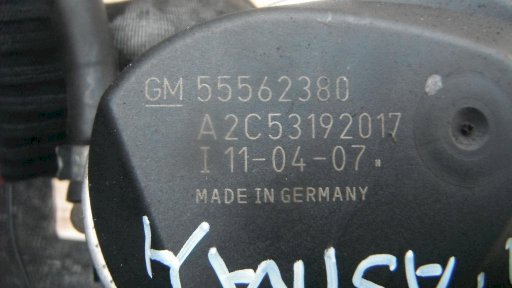 GM 55562380
A2C53192017
I 11-04-07
MADE IN GERMANY